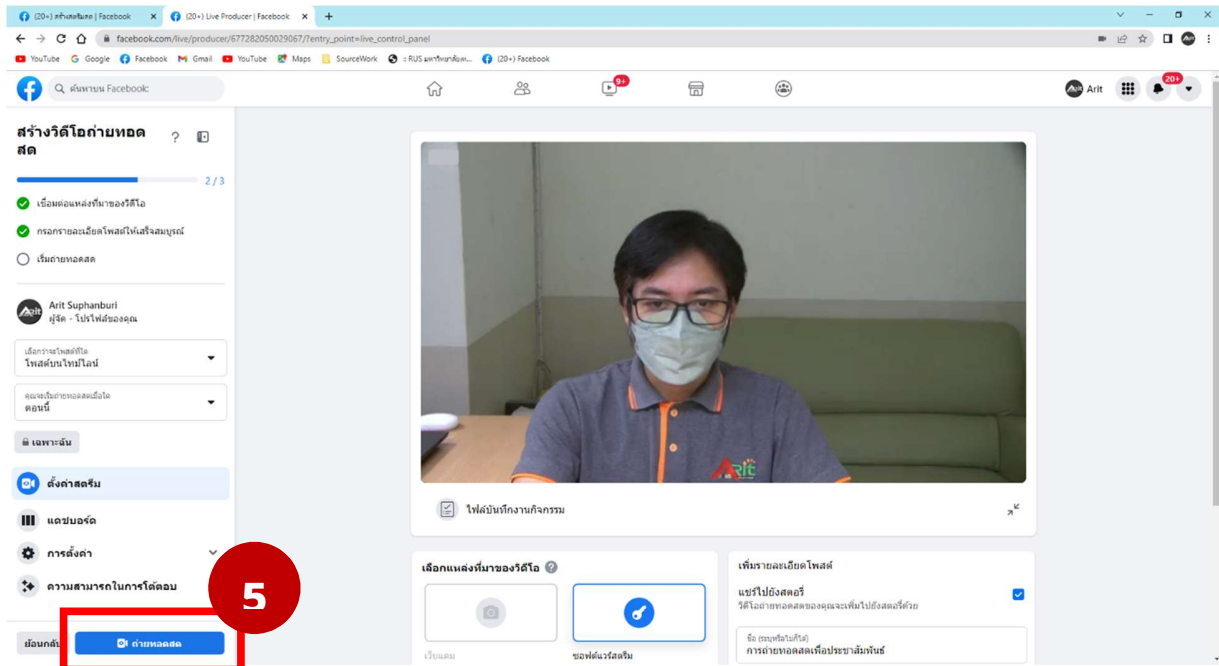 (20+) สร้างสตรีมสด | Facebook
(20+) Live Producer | Facebook
facebook.com/live/producer/677282050029067/?entry_point=live_control_panel
YouTube
Google
Facebook
Gmail
YouTube
Maps
SourceWork
(20+) Facebook
ค้นหาบน Facebook
9+
Arit
20+
สร้างวิดีโอถ่ายทอด
สด
2/3
เชื่อมต่อแหล่งที่มาของวิดีโอ
กรอกรายละเอียดโพสต์ให้เสร็จสมบูรณ์
เริ่มถ่ายทอดสด
Arit Suphanburi
ผู้จัด - โปรไฟล์ของคุณ
เลือกว่าจะโพสต์ที่ใด
โพสต์บนไทม์ไลน์
คุณจะเริ่มถ่ายทอดสดเมื่อใด
ตอนนี้
เฉพาะฉัน
ตั้งค่าสตรีม
แดชบอร์ด
การตั้งค่า
ความสามารถในการโต้ตอบ
5
ย้อนกลับ
ถ่ายทอดสด
Arit
ไฟล์บันทึกงานกิจกรรม
เลือกแหล่งที่มาของวิดีโอ
เว็บแคม
ซอฟต์แวร์สตรีม
เพิ่มรายละเอียดโพสต์
แชร์ไปยังสตอรี่
วิดีโอถ่ายทอดสดของคุณจะเพิ่มไปยังสตอรี่ด้วย
ชื่อ (ระบุหรือไม่ก็ได้)
การถ่ายทอดสดเพื่อประชาสัมพันธ์